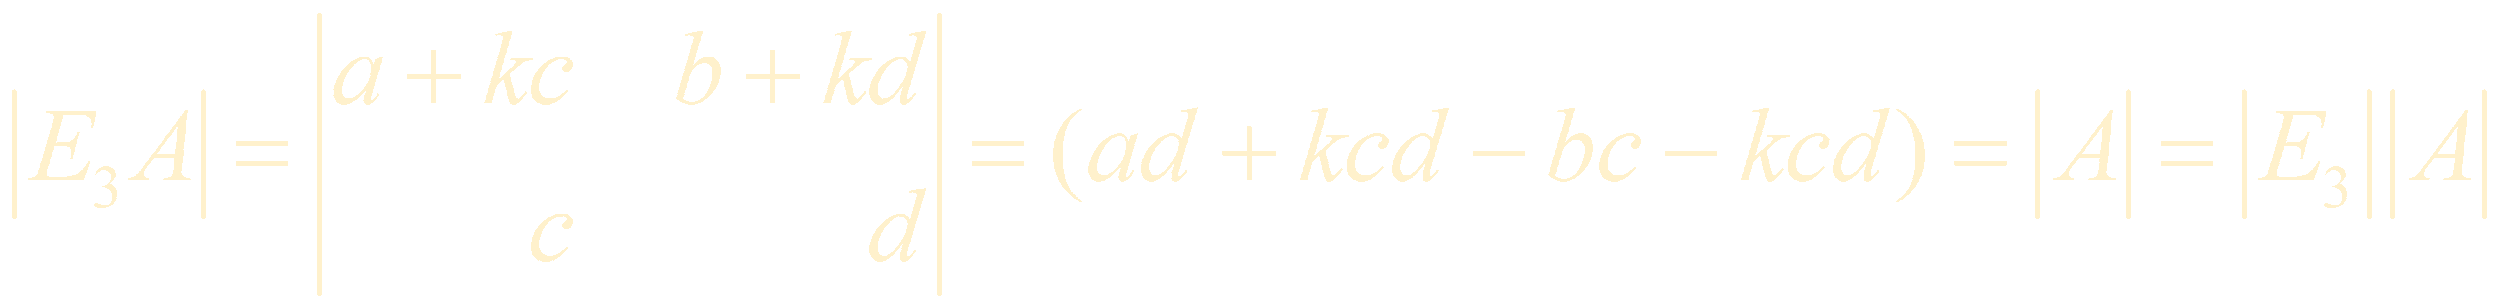 |E₃A| = |a + kc  b + kd; c  d| = (ad + kcd − bc − kcd) = |A| = |E₃||A|